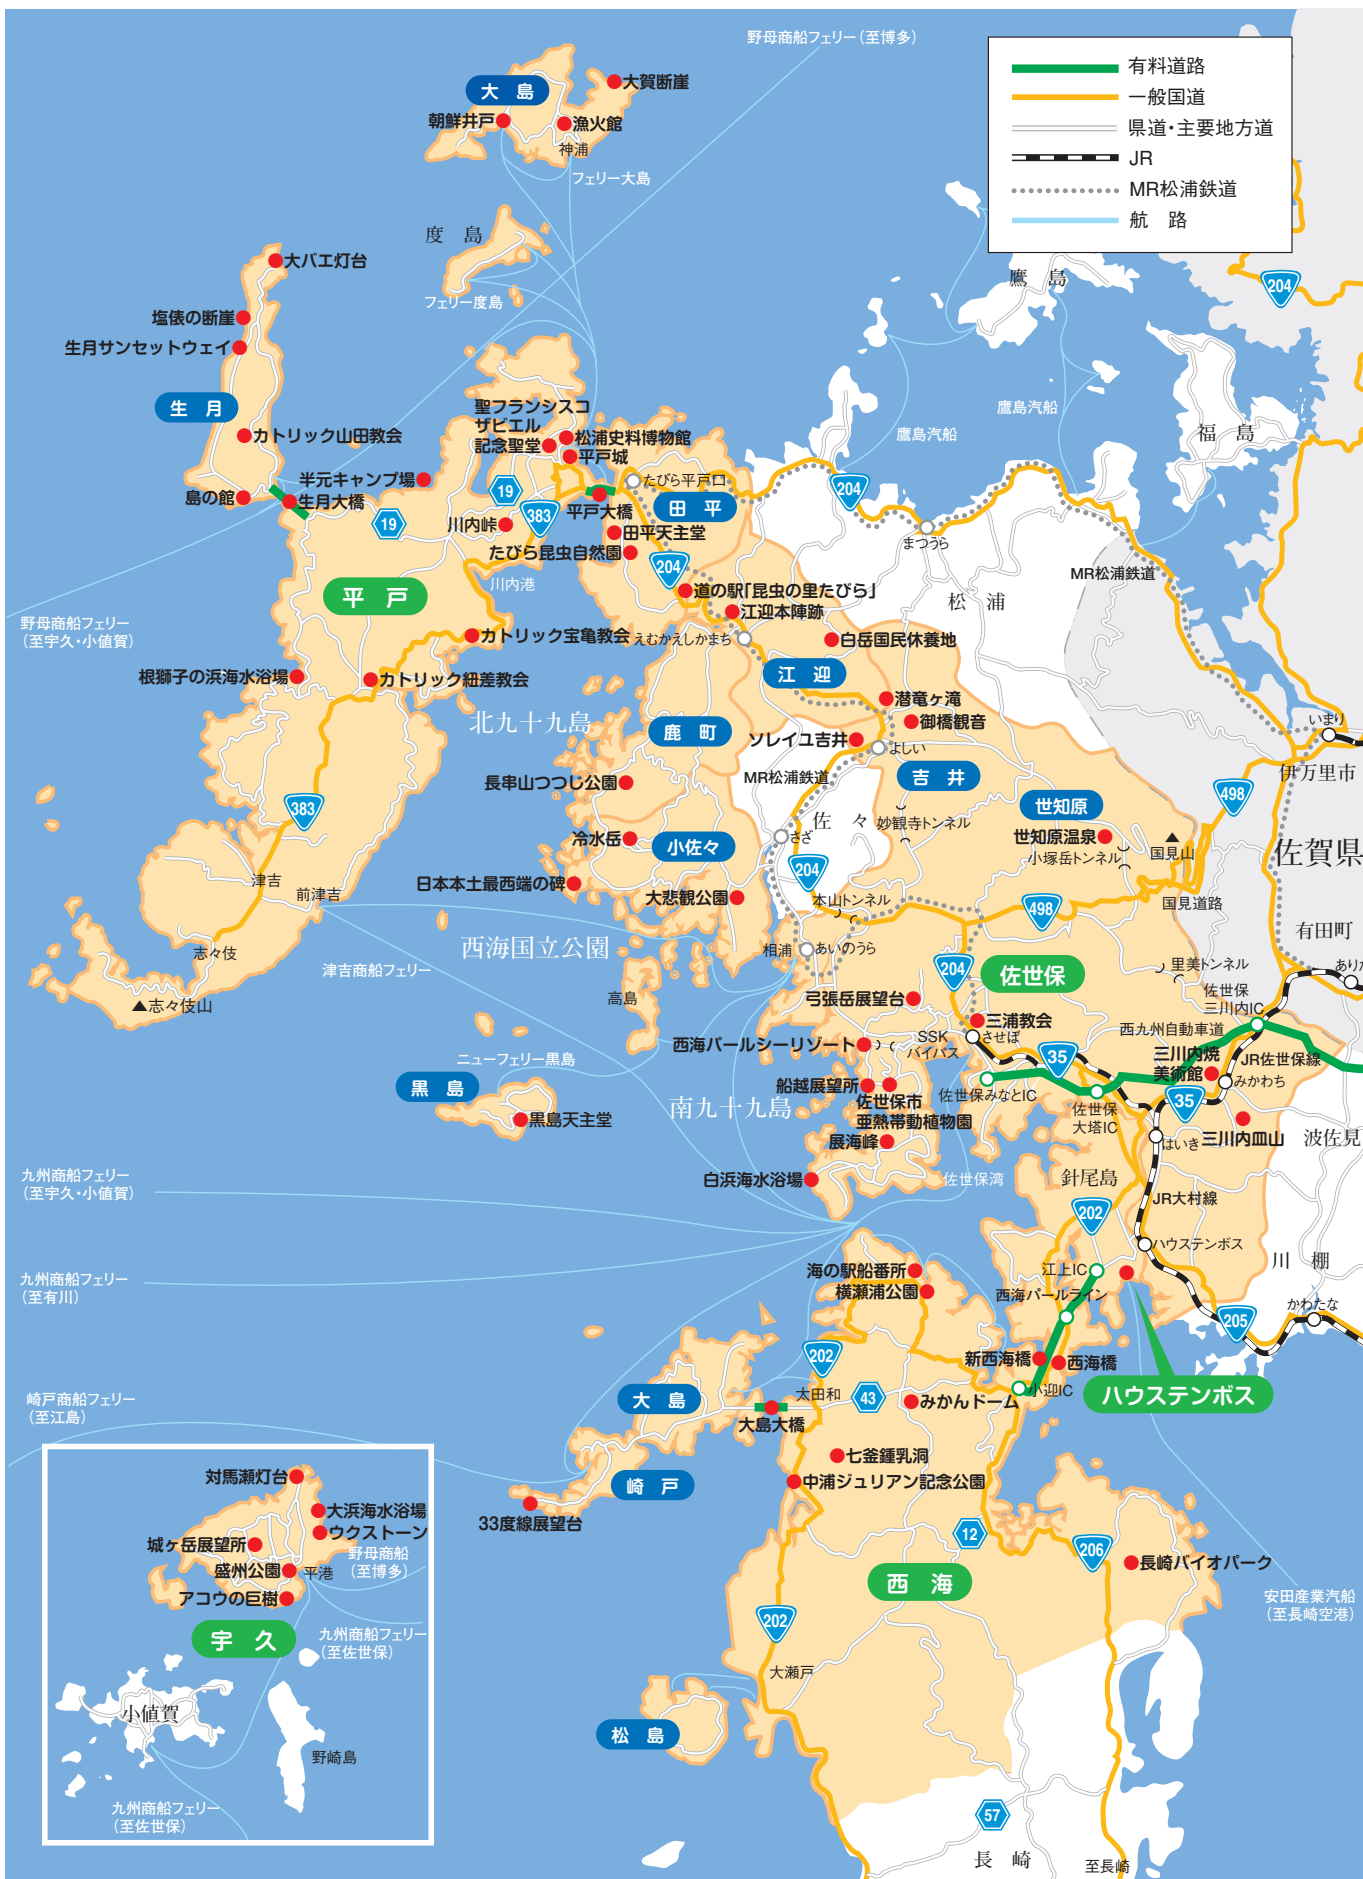 野母商船フェリー（至博多）
有料道路
一般国道
県道・主要地方道
JR
MR松浦鉄道
航　路
大　島
大賀断崖
朝鮮井戸
漁火館
神浦
フェリー大島
度　島
フェリー度島
大バエ灯台
塩俵の断崖
生月サンセットウェイ
生　月
カトリック山田教会
島の館
生月大橋
半元キャンプ場
19
聖フランシスコ
ザビエル
記念聖堂
松浦史料博物館
平戸城
19
383
川内峠
平戸大橋
たびら平戸口
田　平
田平天主堂
たびら昆虫自然園
204
川内港
道の駅「昆虫の里たびら」
江迎本陣跡
平　戸
カトリック宝亀教会
えむかえしかまち
白岳国民休養地
野母商船フェリー
（至宇久・小値賀）
根獅子の浜海水浴場
カトリック紐差教会
鷹　島
204
鷹島汽船
鷹島汽船
福　島
204
まつうら
MR松浦鉄道
松　浦
江　迎
潜竜ヶ滝
御橋観音
北九十九島
鹿　町
ソレイユ吉井
よしい
いまり
伊万里市
MR松浦鉄道
吉　井
長串山つつじ公園
383
世知原
498
佐　々
妙観寺トンネル
世知原温泉
小塚岳トンネル
国見山
佐賀県
冷水岳
小佐々
さざ
204
日本本土最西端の碑
大悲観公園
本山トンネル
498
国見道路
有田町
津吉
前津吉
志々伎
志々伎山
西海国立公園
相浦
あいのうら
津吉商船フェリー
204
佐世保
里美トンネル
佐世保
三川内IC
高島
弓張岳展望台
三浦教会
させぼ
SSK
バイパス
西九州自動車道
西海パールシーリゾート
ニューフェリー黒島
35
三川内焼
美術館
JR佐世保線
みかわち
黒　島
黒島天主堂
船越展望所
佐世保市
亜熱帯動植物園
佐世保みなとIC
佐世保
大塔IC
35
南九十九島
展海峰
はいき
三川内皿山
波佐見
白浜海水浴場
佐世保湾
針尾島
JR大村線
202
九州商船フェリー
（至宇久・小値賀）
ハウステンボス
川　棚
海の駅船番所
江上IC
九州商船フェリー
（至有川）
横瀬浦公園
西海パールライン
かわたな
205
202
新西海橋
西海橋
太田和
43
小迎IC
ハウステンボス
崎戸商船フェリー
（至江島）
大　島
大島大橋
みかんドーム
七釜鍾乳洞
崎　戸
中浦ジュリアン記念公園
33度線展望台
12
206
長崎バイオパーク
西　海
安田産業汽船
（至長崎空港）
202
大瀬戸
松　島
57
長　崎
至長崎
対馬瀬灯台
大浜海水浴場
ウクストーン
城ヶ岳展望所
野母商船
（至博多）
盛州公園
平港
アコウの巨樹
宇　久
九州商船フェリー
（至佐世保）
小値賀
野崎島
九州商船フェリー
（至佐世保）